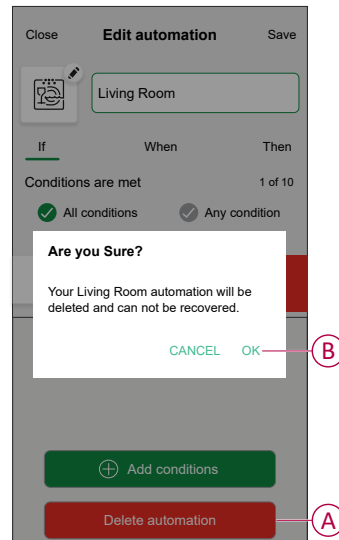 Close Edit automation Save
Living Room
If When Then
Conditions are met 1 of 10
All conditions Any condition
Are you Sure?
Your Living Room automation will be
deleted and can not be recovered.
CANCEL OK
B
Add conditions
Delete automation
A